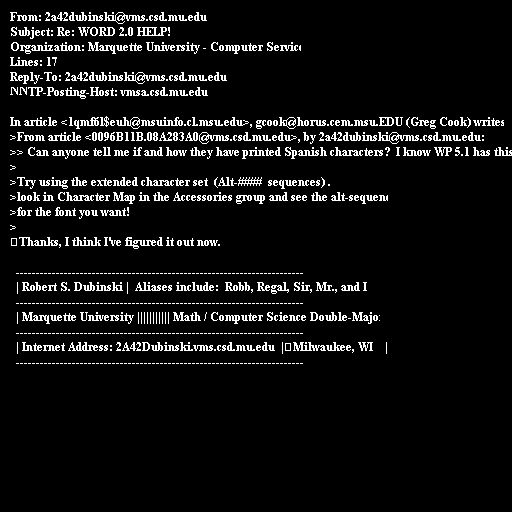 From: 2a42dubinski@vms.csd.mu.edu
Subject: Re: WORD 2.0 HELP!
Organization: Marquette University - Computer Service
Lines: 17
Reply-To: 2a42dubinski@vms.csd.mu.edu
NNTP-Posting-Host: vmsa.csd.mu.edu

In article <1qmf6l$euh@msuinfo.cl.msu.edu>, gcook@horus.cem.msu.EDU (Greg Cook) writes
>From article <0096B11B.08A283A0@vms.csd.mu.edu>, by 2a42dubinski@vms.csd.mu.edu:
>> Can anyone tell me if and how they have printed Spanish characters?  I know WP 5.1 has this
>
>Try using the extended character set  (Alt-####  sequences) .
>look in Character Map in the Accessories group and see the alt-sequenc
>for the font you want!
>
Thanks, I think I've figured it out now.

------------------------------------------------------------------------
| Robert S. Dubinski |  Aliases include:  Robb, Regal, Sir, Mr., and I
------------------------------------------------------------------------
| Marquette University ||||||||||| Math / Computer Science Double-Major
------------------------------------------------------------------------
| Internet Address: 2A42Dubinski.vms.csd.mu.edu  | Milwaukee, WI    |
------------------------------------------------------------------------